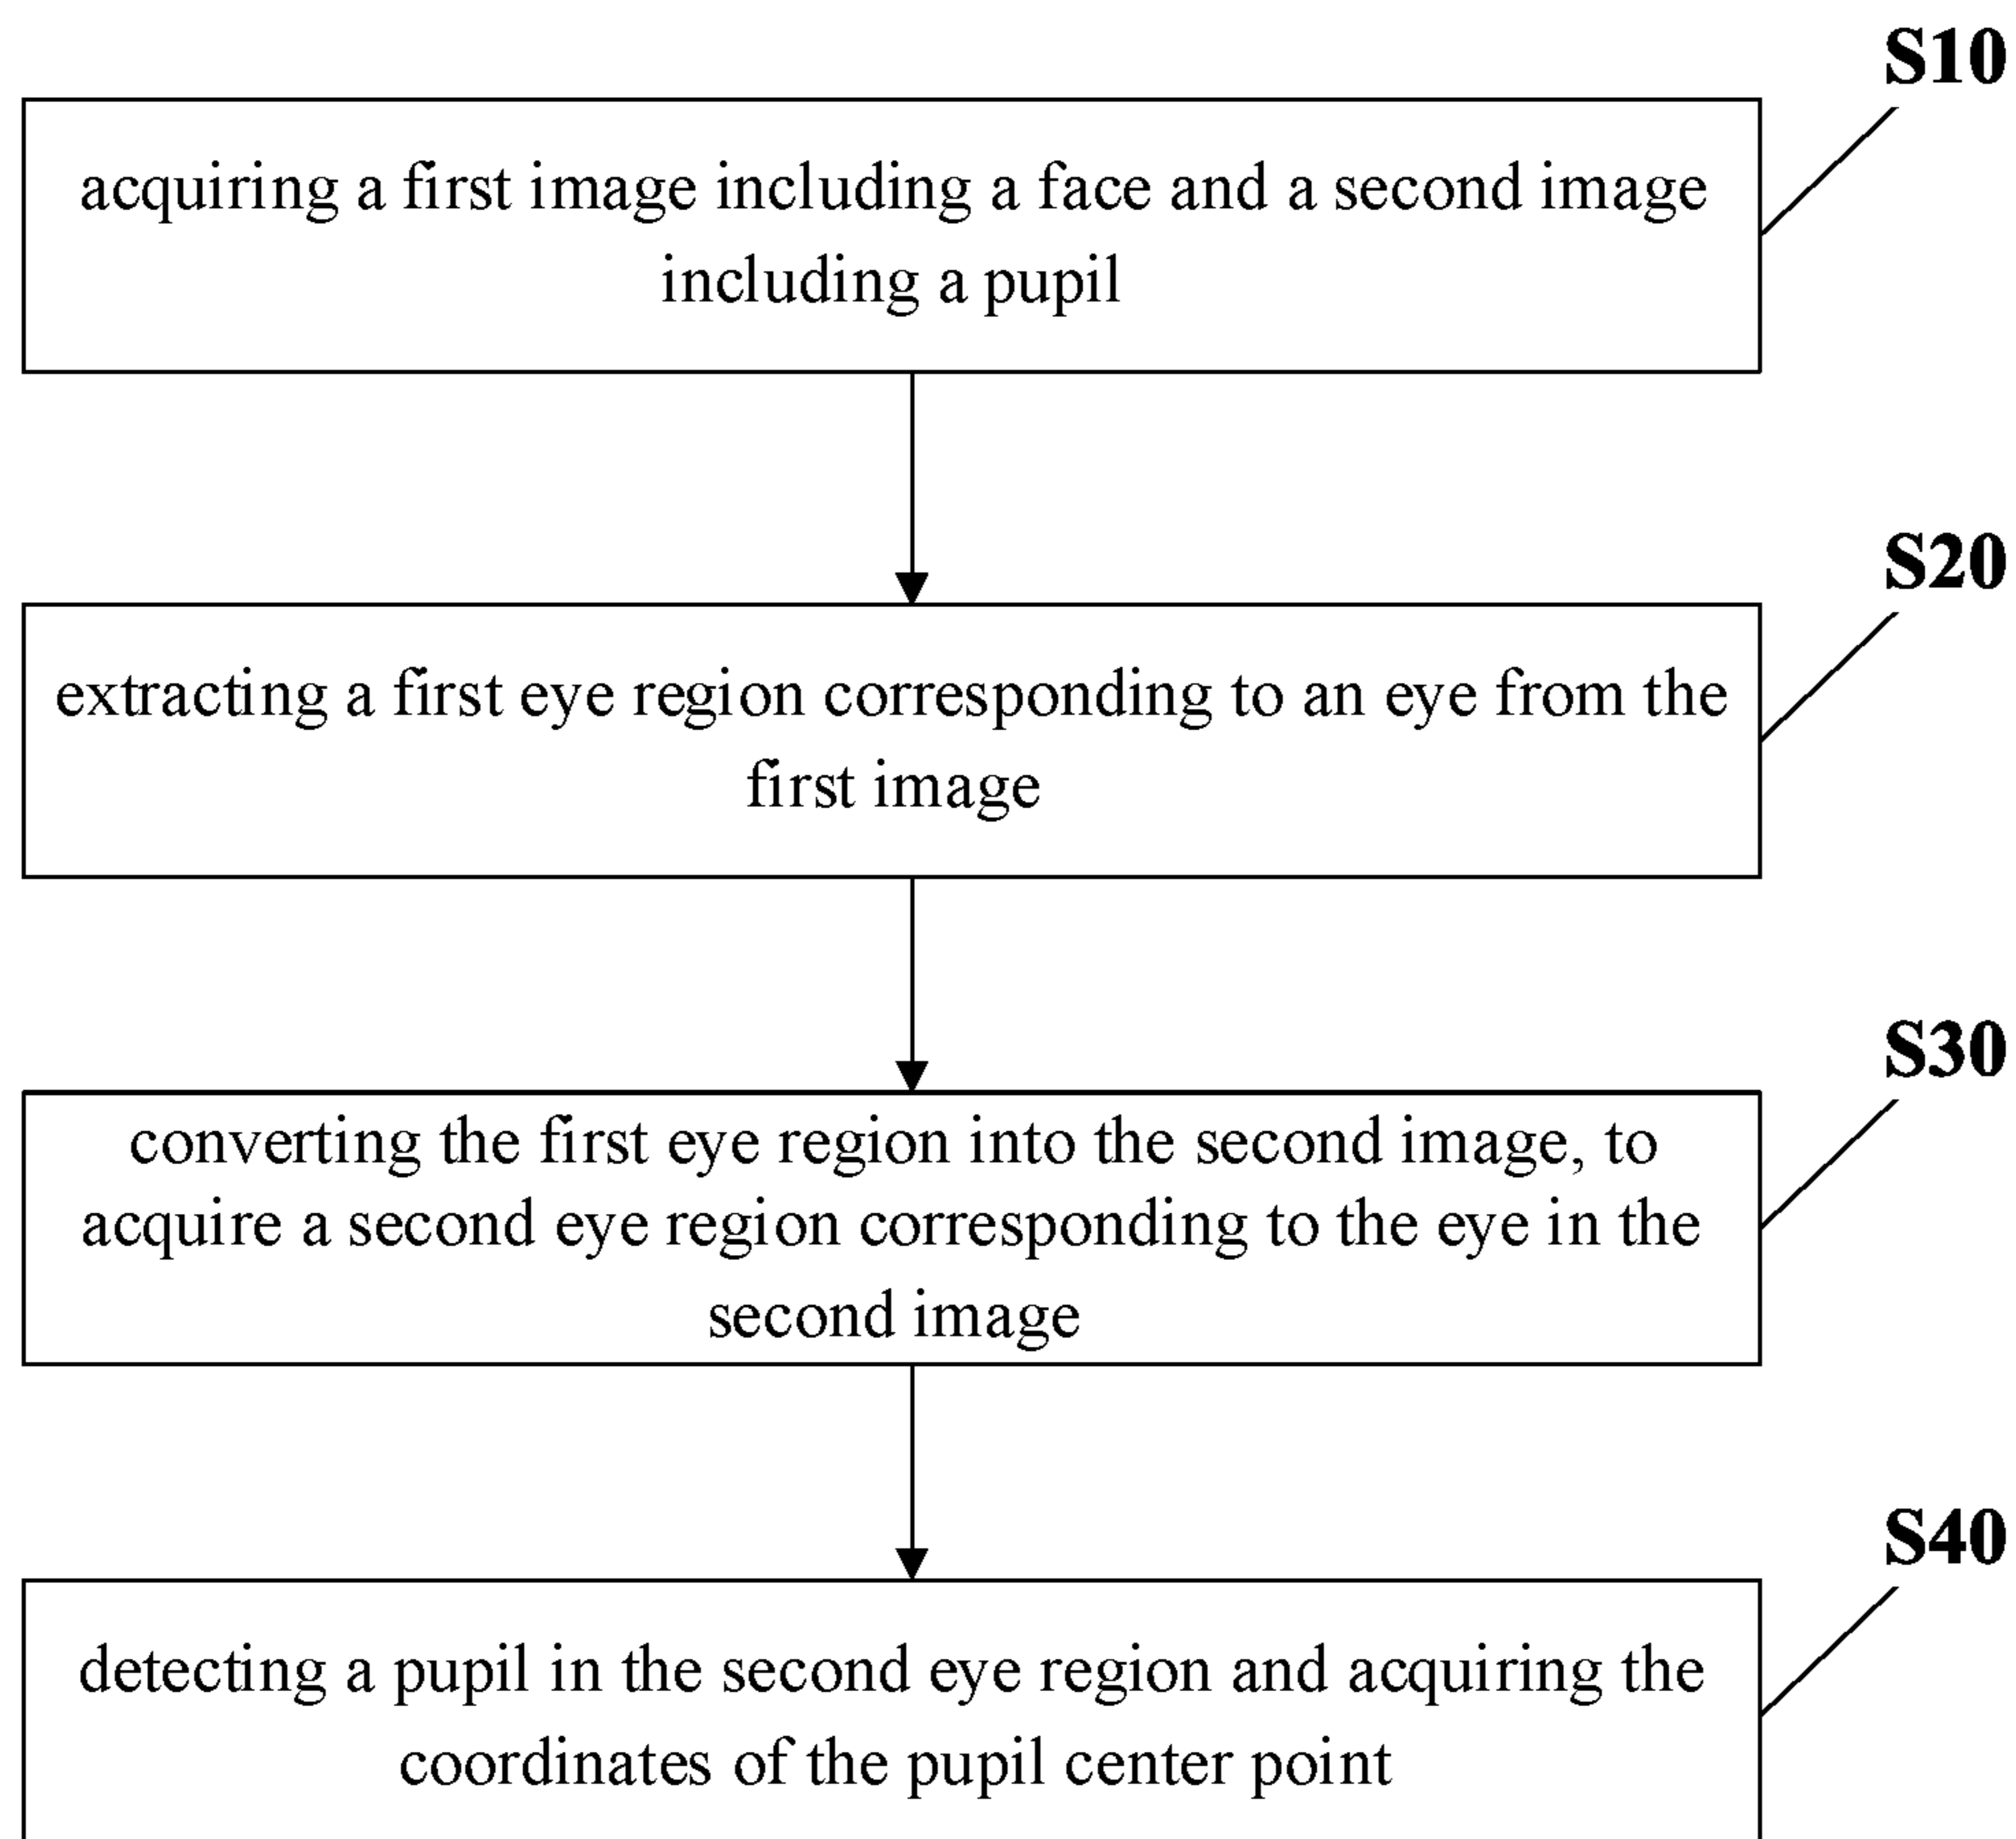 S10
acquiring a first image including a face and a second image
including a pupil
S20
extracting a first eye region corresponding to an eye from the
first image
S30
converting the first eye region into the second image, to
acquire a second eye region corresponding to the eye in the
second image
S40
detecting a pupil in the second eye region and acquiring the
coordinates of the pupil center point